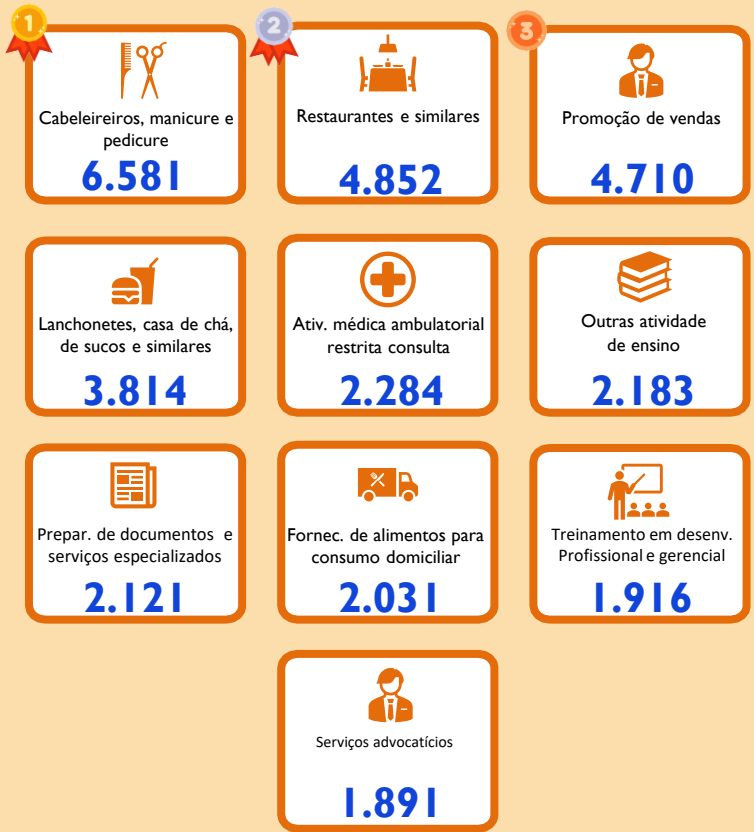 1
Cabeleireiros, manicure e
pedicure
6.581
2
Restaurantes e similares
4.852
3
Promoção de vendas
4.710
Lanchonetes, casa de chá,
de sucos e similares
3.814
Ativ. médica ambulatorial
restrita consulta
2.284
Outras atividade
de ensino
2.183
Prepar. de documentos e
serviços especializados
2.121
Fornec. de alimentos para
consumo domiciliar
2.031
Treinamento em desenv.
Profissional e gerencial
1.916
Serviços advocatícios
1.891